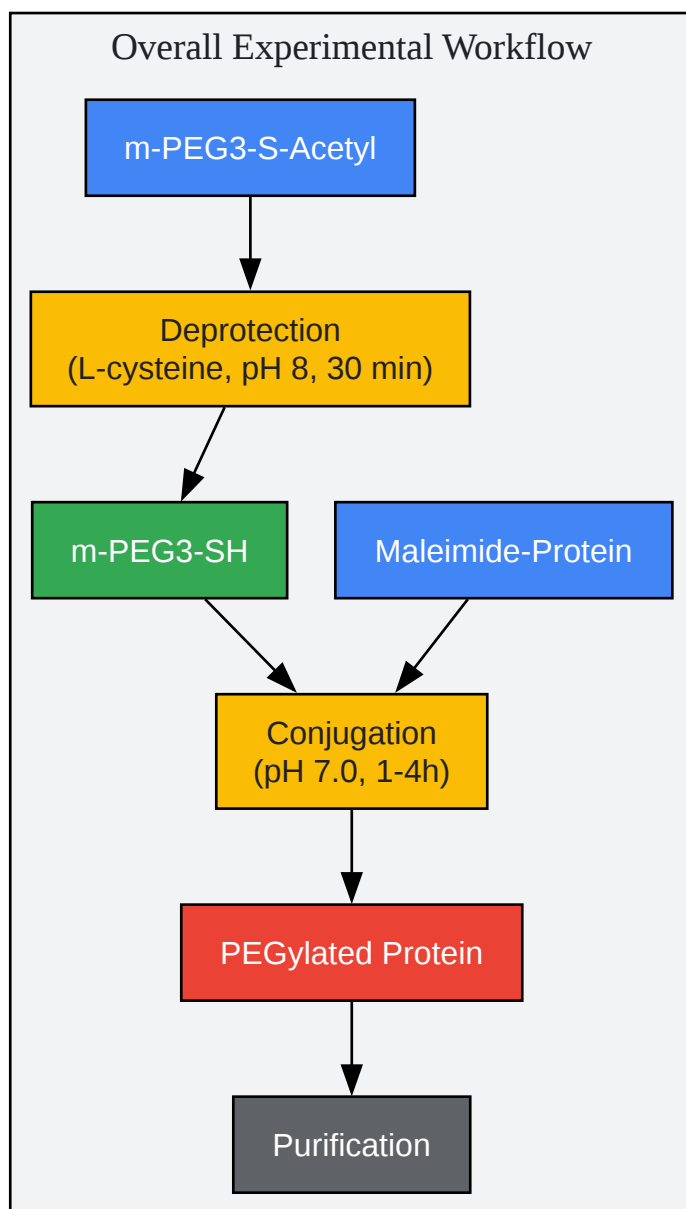 Overall Experimental Workflow
m-PEG3-S-Acetyl
Deprotection
(L-cysteine, pH 8, 30 min)
m-PEG3-SH
Maleimide-Protein
Conjugation
(pH 7.0, 1-4h)
PEGylated Protein
Purification